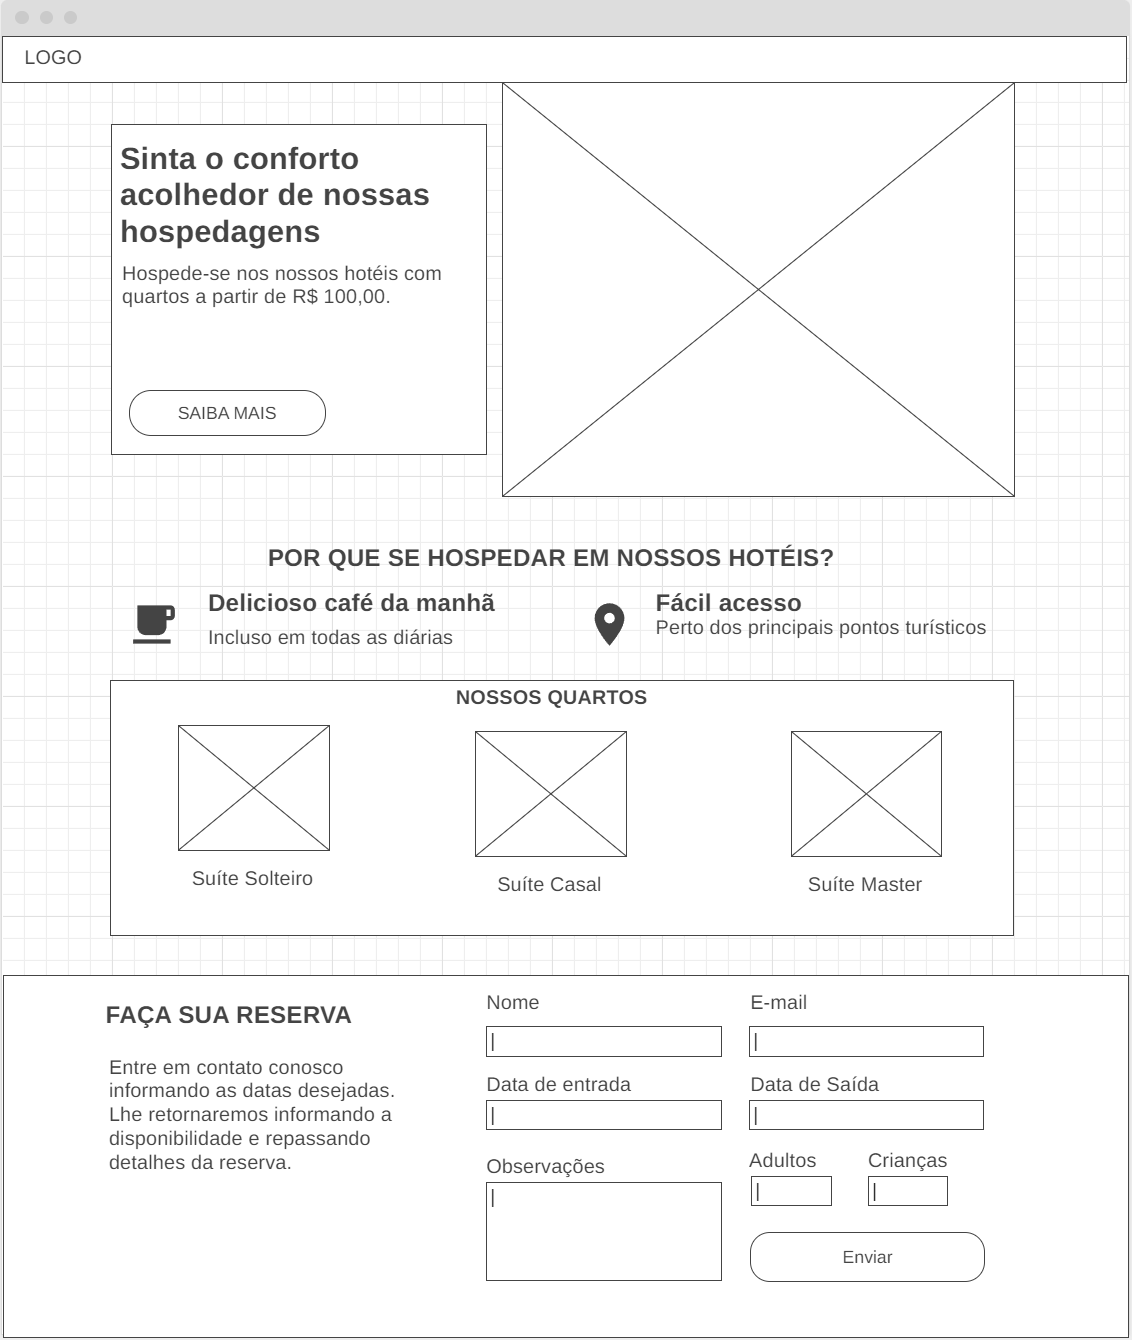 LOGO
Sinta o conforto
acolhedor de nossas
hospedagens
Hospede-se nos nossos hotéis com
quartos a partir de R$ 100,00.
SAIBA MAIS
POR QUE SE HOSPEDAR EM NOSSOS HOTÉIS?
Delicioso café da manhã
Incluso em todas as diárias
Fácil acesso
Perto dos principais pontos turísticos
NOSSOS QUARTOS
Suíte Solteiro
Suíte Casal
Suíte Master
FAÇA SUA RESERVA
Entre em contato conosco
informando as datas desejadas.
Lhe retornaremos informando a
disponibilidade e repassando
detalhes da reserva.
Nome
E-mail
Data de entrada
Data de Saída
Observações
Adultos
Crianças
Enviar